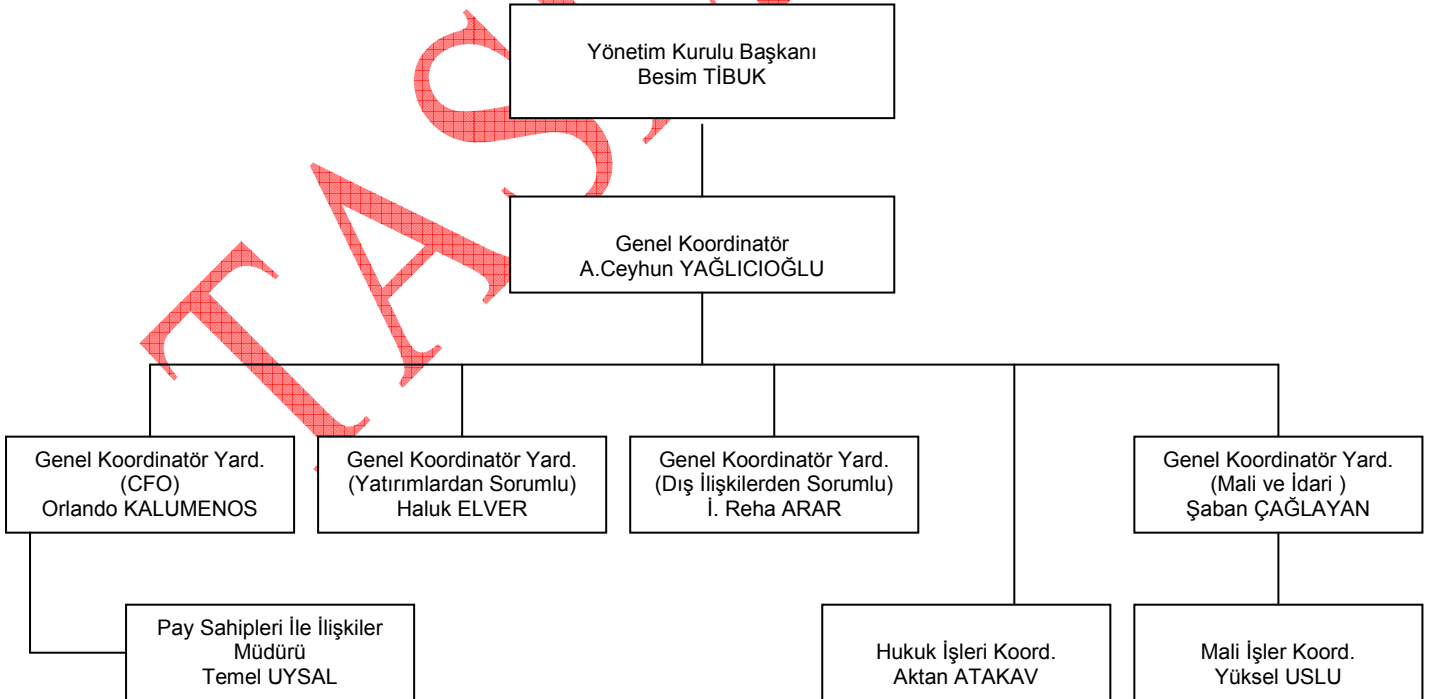 Yönetim Kurulu Başkanı
Besim TİBUK
Genel Koordinatör
A.Ceyhun YAĞLICIOĞLU
Genel Koordinatör Yard.
(CFO)
Orlando KALUMENOS
Genel Koordinatör Yard.
(Yatırımlardan Sorumlu)
Haluk ELVER
Genel Koordinatör Yard.
(Dış İlişkilerden Sorumlu)
İ. Reha ARAR
Genel Koordinatör Yard.
(Mali ve İdari )
Şaban ÇAĞLAYAN
Pay Sahipleri İle İlişkiler
Müdürü
Temel UYSAL
Hukuk İşleri Koord.
Aktan ATAKAV
Mali İşler Koord.
Yüksel USLU